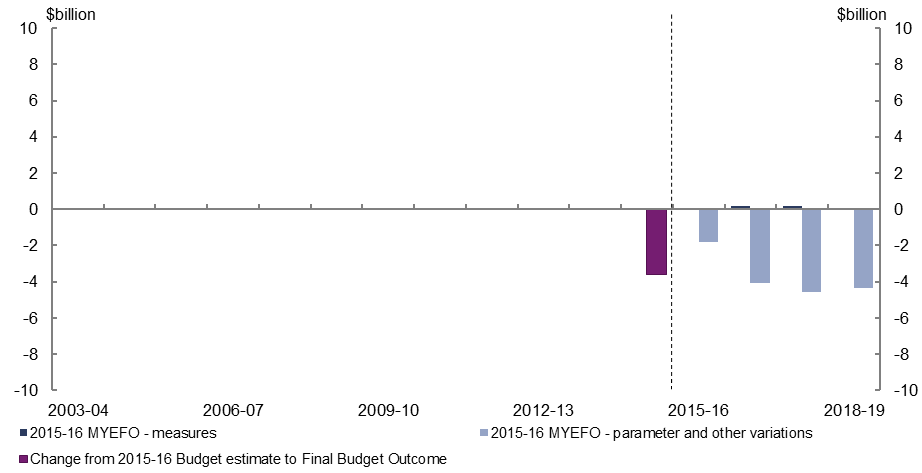 $billion $billion
10 10
8 8
6 6
4 4
2 2
0 0
-2 -2
-4 -4
-6 -6
-8 -8
-10 -10
2003-04 2006-07 2009-10 2012-13 2015-16 2018-19
2015-16 MYEFO - measures 2015-16 MYEFO - parameter and other variations
Change from 2015-16 Budget estimate to Final Budget Outcome